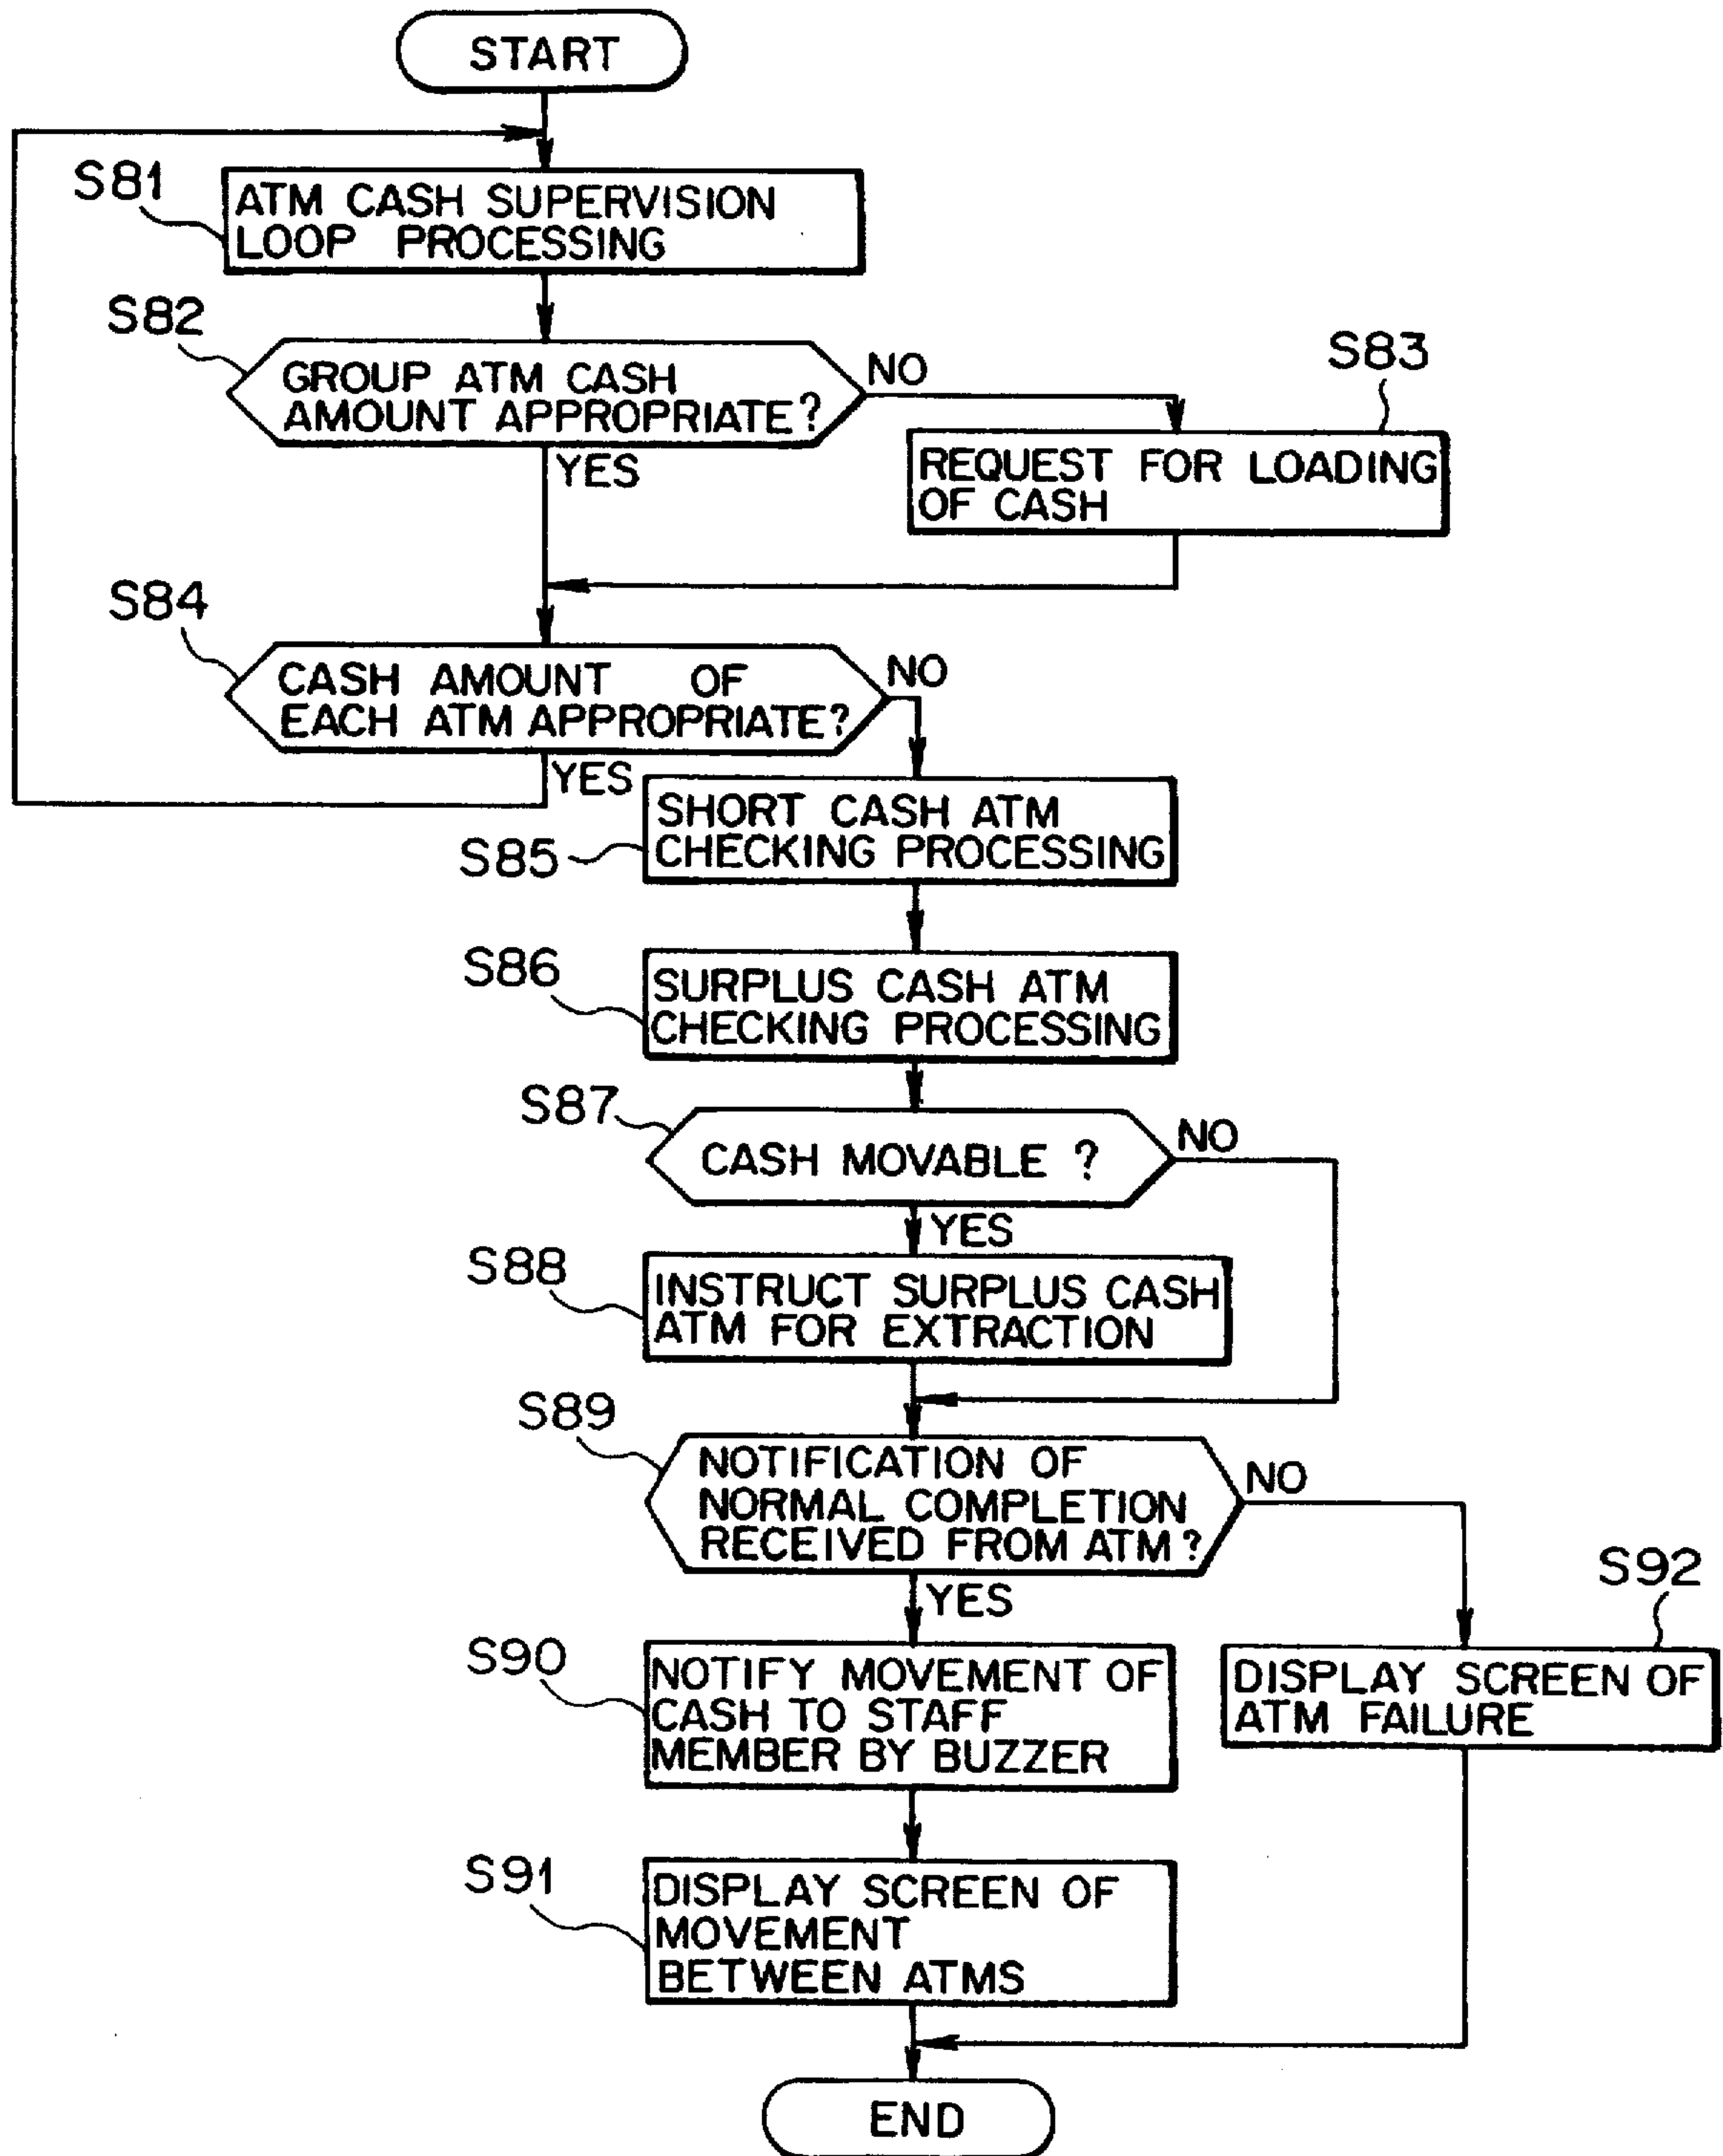 START
S81
ATM CASH SUPERVISION
LOOP PROCESSING
S82
GROUP ATM CASH
AMOUNT APPROPRIATE?
NO
YES
S83
REQUEST FOR LOADING
OF CASH
S84
CASH AMOUNT OF
EACH ATM APPROPRIATE?
NO
YES
S85
SHORT CASH ATM
CHECKING PROCESSING
S86
SURPLUS CASH ATM
CHECKING PROCESSING
S87
CASH MOVABLE ?
NO
YES
S88
INSTRUCT SURPLUS CASH
ATM FOR EXTRACTION
S89
NOTIFICATION OF
NORMAL COMPLETION
RECEIVED FROM ATM ?
NO
YES
S90
NOTIFY MOVEMENT OF
CASH TO STAFF
MEMBER BY BUZZER
S92
DISPLAY SCREEN OF
ATM FAILURE
S91
DISPLAY SCREEN OF
MOVEMENT
BETWEEN ATMS
END